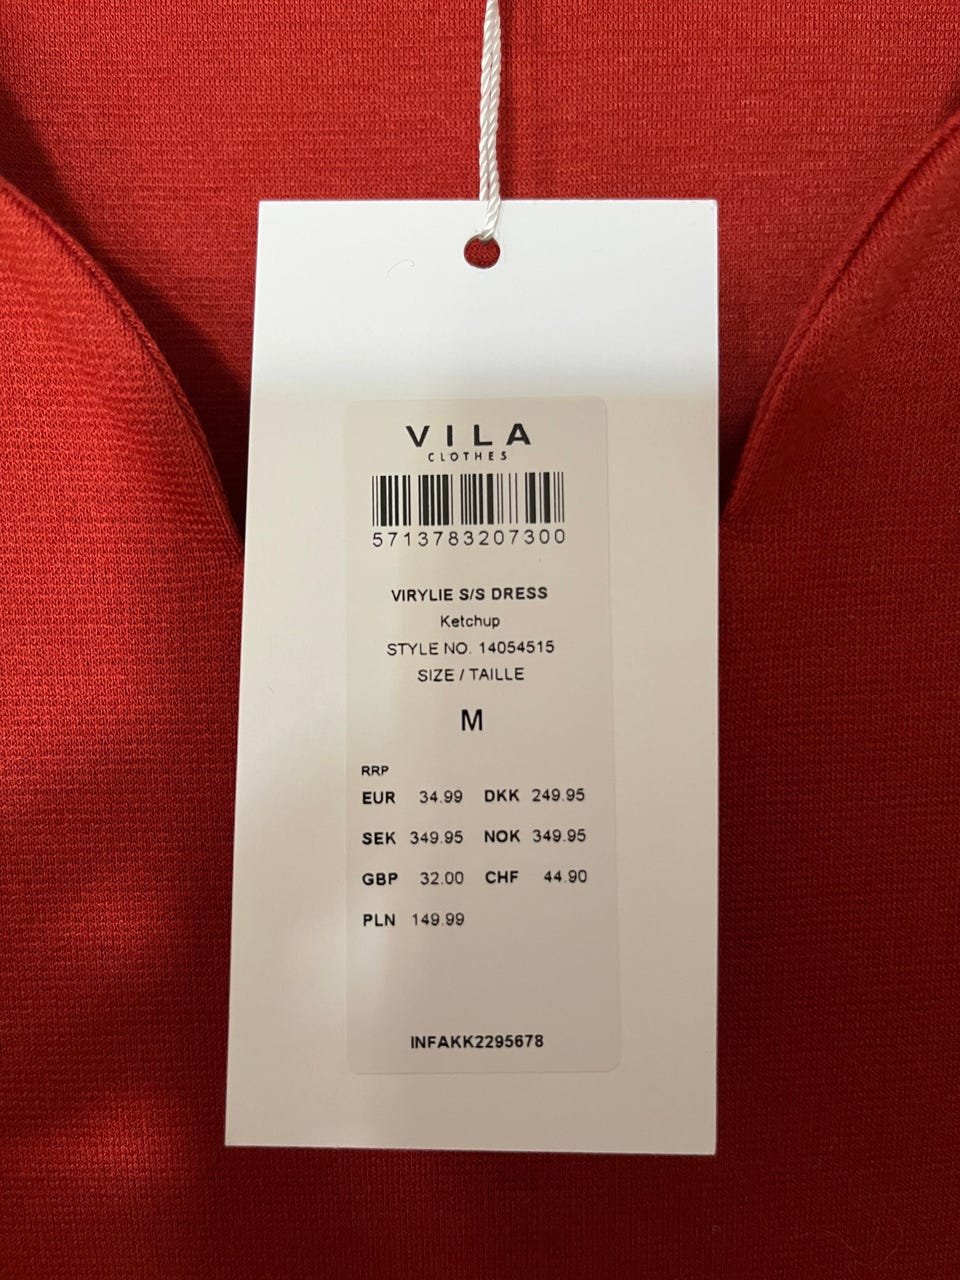 VILA
CLOTHES
5713783207300
VIRYLIE S/S DRESS
Ketchup
STYLE NO. 14054515
SIZE / TAILLE
M
RRP
EUR 34.99 DKK 249.95
SEK 349.95 NOK 349.95
GBP 32.00 CHF 44.90
PLN 149.99
INFAKK2295678